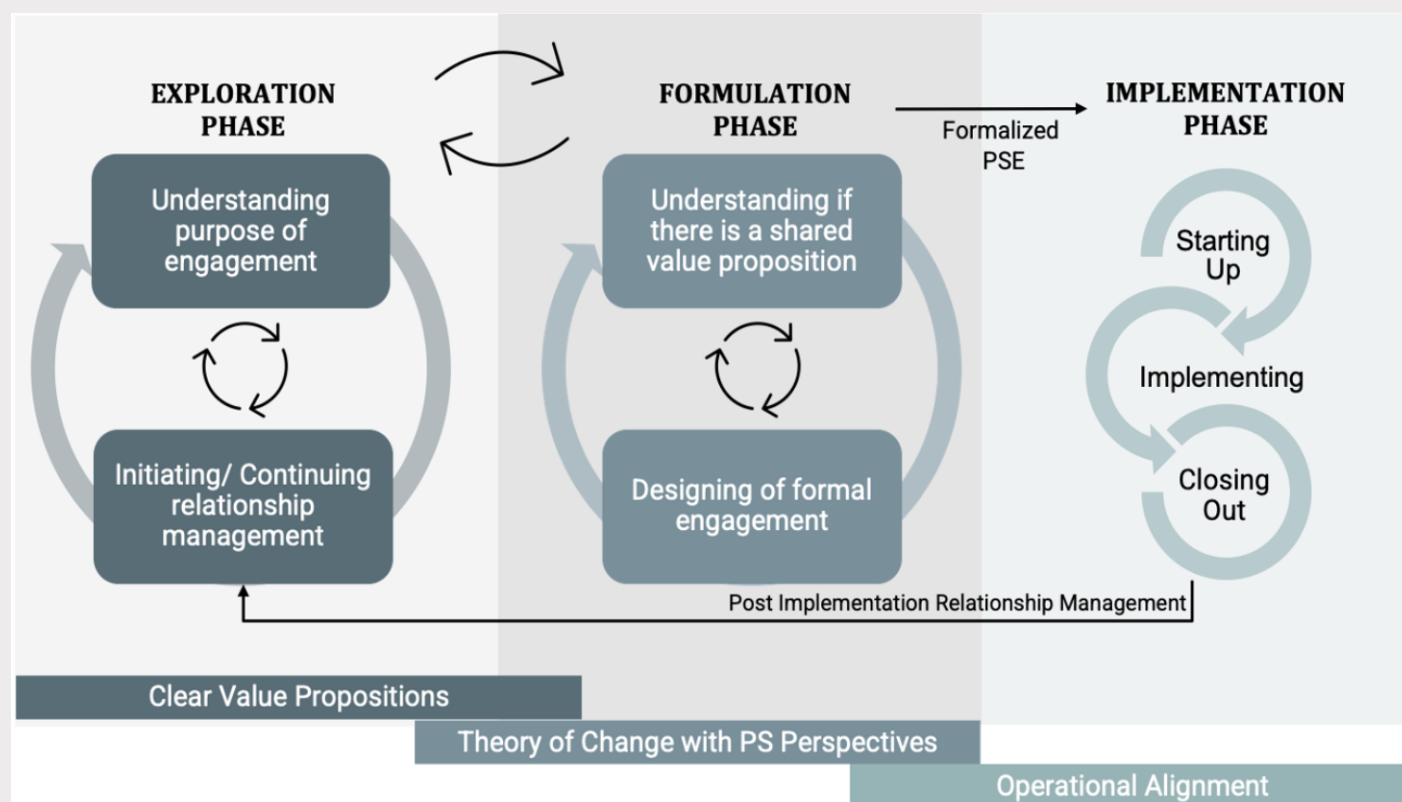 EXPLORATION
PHASE
Understanding
purpose of
engagement
Initiating/ Continuing
relationship
management
FORMULATION
PHASE
Understanding if
there is a shared
value proposition
Designing of formal
engagement
Formalized
PSE
IMPLEMENTATION
PHASE
Starting
Up
Implementing
Closing
Out
Post Implementation Relationship Management
Clear Value Propositions
Theory of Change with PS Perspectives
Operational Alignment